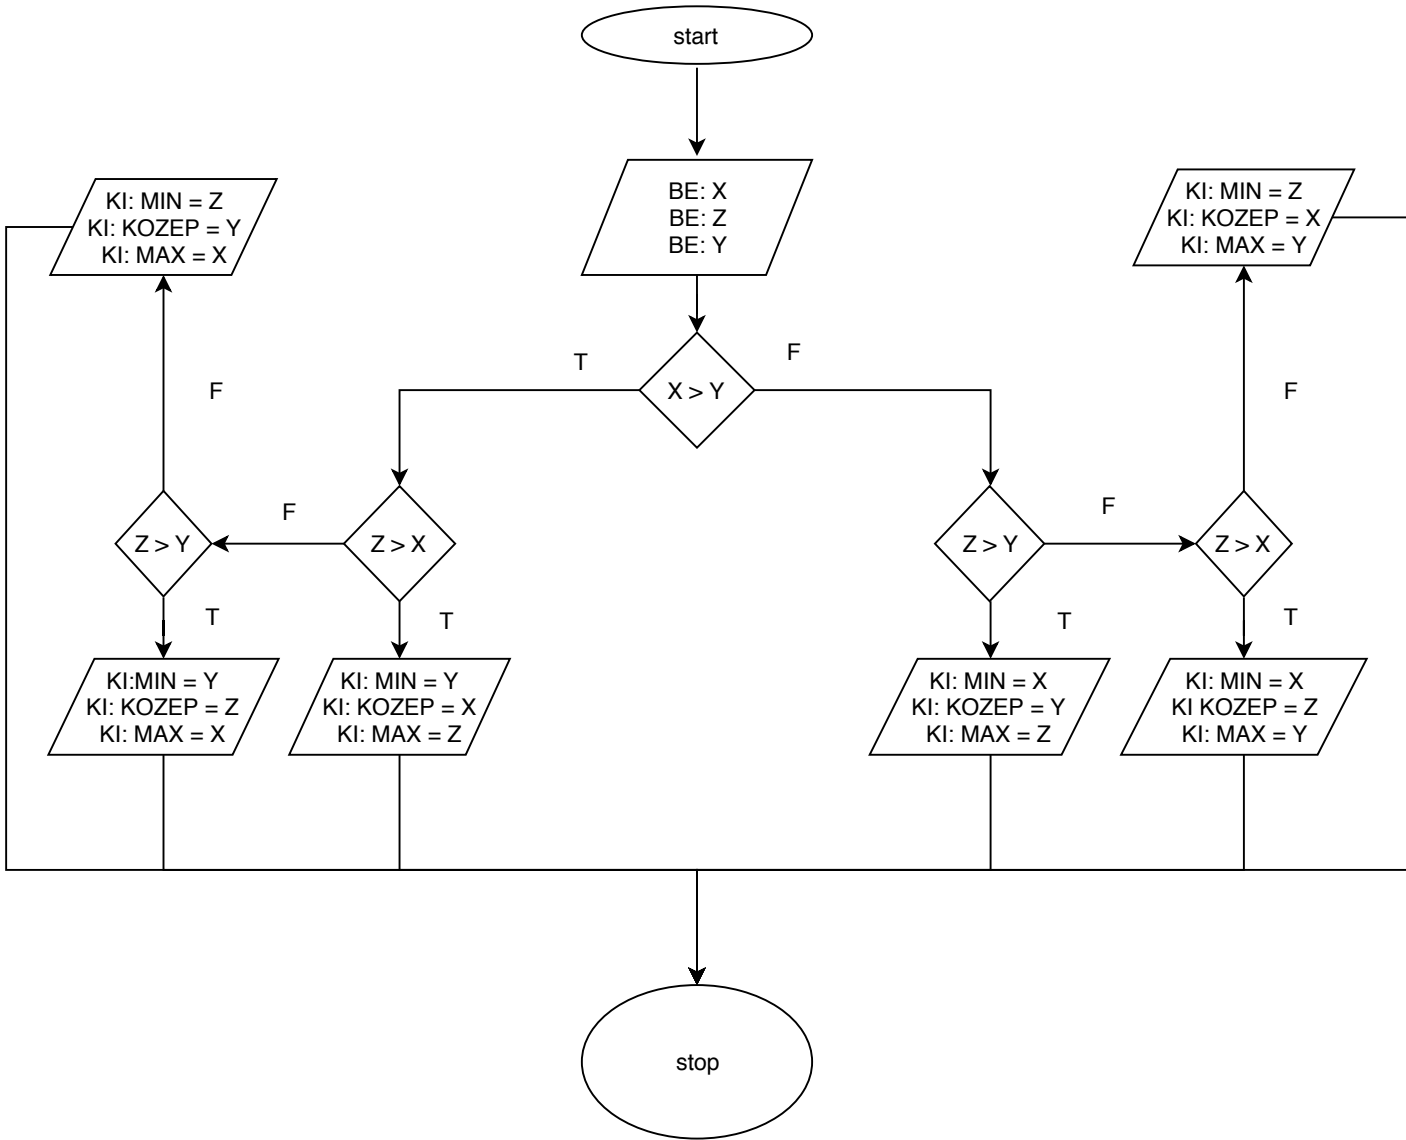 start
BE: X
BE: Z
BE: Y
KI: MIN = Z
KI: KOZEP = Y
KI: MAX = X
KI: MIN = Z
KI: KOZEP = X
KI: MAX = Y
T
X > Y
F
F
F
Z > Y
F
Z > X
Z > Y
F
Z > X
T
T
T
T
KI:MIN = Y
KI: KOZEP = Z
KI: MAX = X
KI: MIN = Y
KI: KOZEP = X
KI: MAX = Z
KI: MIN = X
KI: KOZEP = Y
KI: MAX = Z
KI: MIN = X
KI KOZEP = Z
KI: MAX = Y
stop